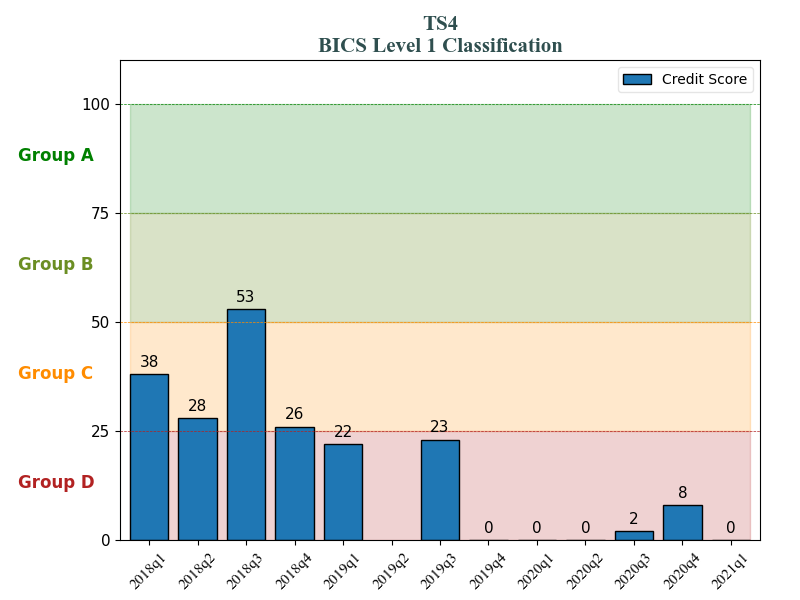 TS4
BICS Level 1 Classification
Credit Score
100
Group A
75
Group B
53
50
38
Group C
28
26
25
22
23
Group D
8
2
0
0
0
0
0
2018q1
2018q2
2018q3
2018q4
2019q1
2019q2
2019q3
2019q4
2020q1
2020q2
2020q3
2020q4
2021q1